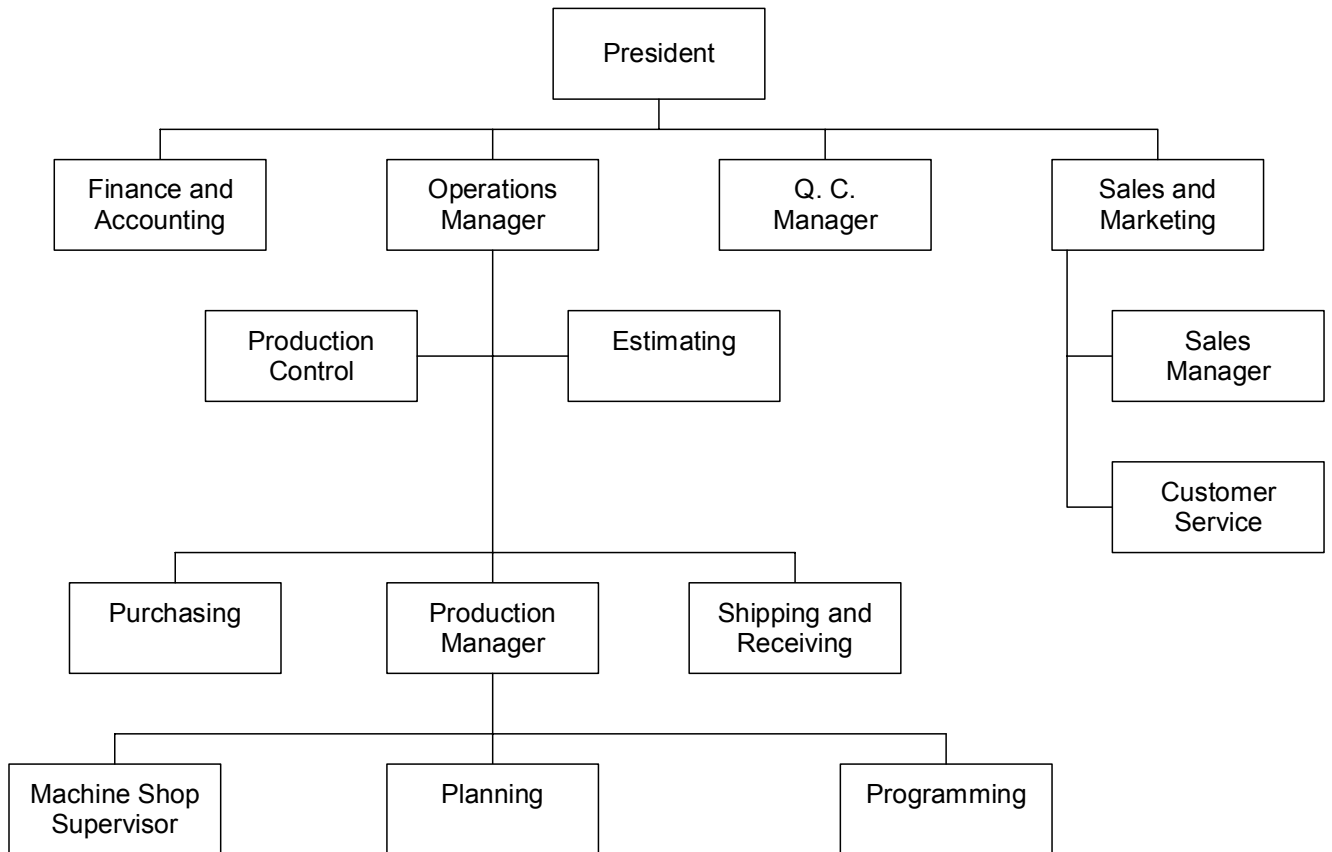 President
Finance and
Accounting
Operations
Manager
Q. C.
Manager
Sales and
Marketing
Production
Control
Estimating
Sales
Manager
Customer
Service
Purchasing
Production
Manager
Shipping and
Receiving
Machine Shop
Supervisor
Planning
Programming